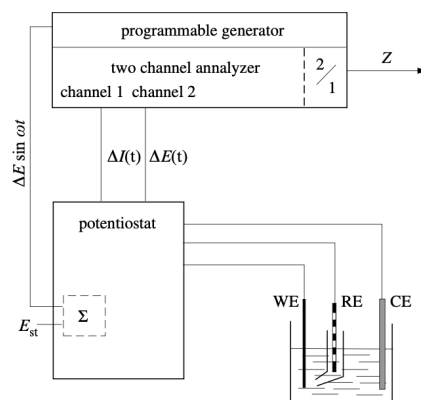 programmable generator
two channel annalyzer
channel 1 channel 2
2/1
Z
ΔE sin ωt
ΔI(t) ΔE(t)
potentiostat
Σ
E_st
WE RE CE